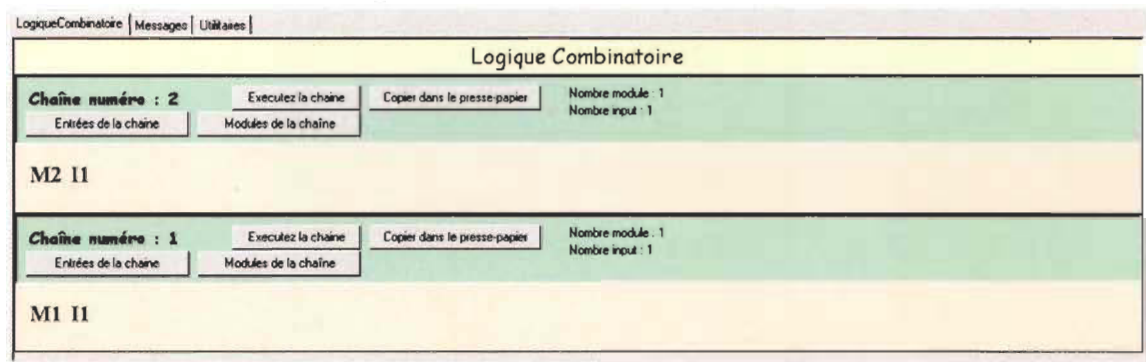 LogiqueCombinatoire Messages Utilitaires
Logique Combinatoire
Chaîne numéro : 2 Executez la chaine Copier dans le presse-papier Nombre module : 1
Nombre input : 1
Entrées de la chaine Modules de la chaîne
M2 I1
Chaîne numéro : 1 Executez la chaîne Copier dans le presse-papier Nombre module : 1
Nombre input : 1
Entrées de la chaine Modules de la chaîne
M1 I1